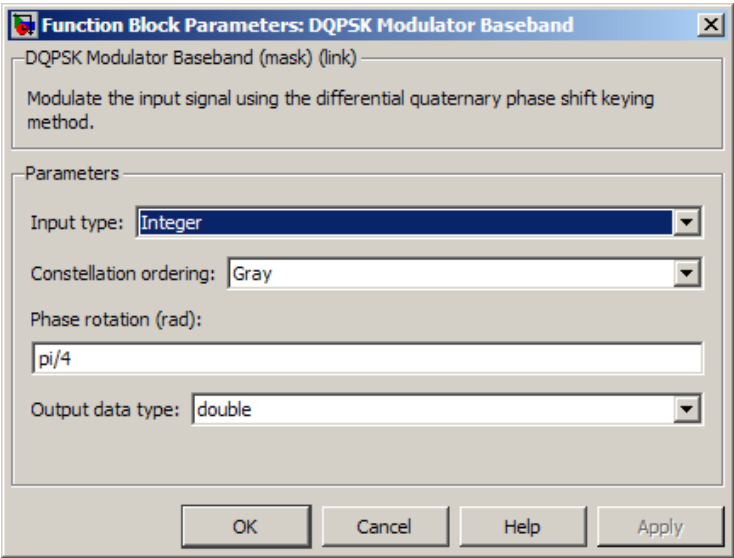 Function Block Parameters: DQPSK Modulator Baseband
DQPSK Modulator Baseband (mask) (link)
Modulate the input signal using the differential quaternary phase shift keying
method.
Parameters
Input type: Integer
Constellation ordering: Gray
Phase rotation (rad):
pi/4
Output data type: double
OK Cancel Help Apply